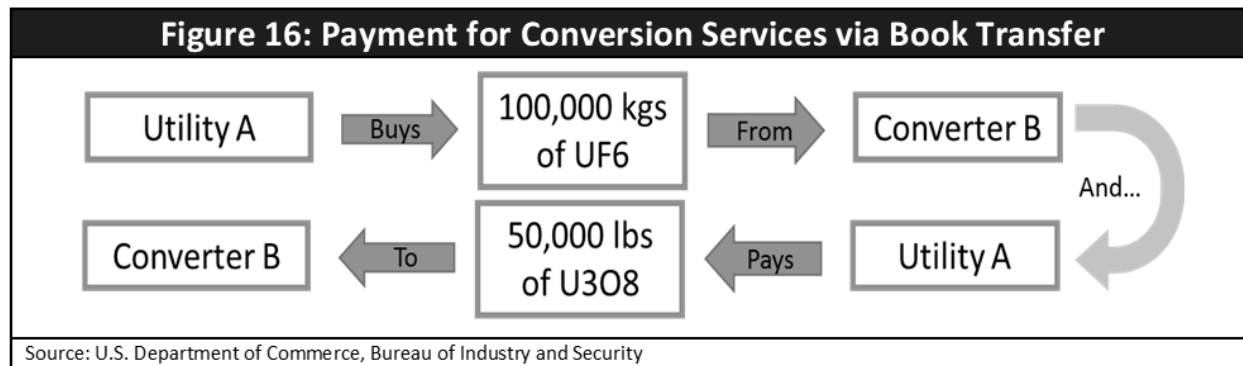 Figure 16: Payment for Conversion Services via Book Transfer
Utility A
Buys
100,000 kgs
of UF6
From
Converter B
And...
Utility A
Pays
50,000 lbs
of U3O8
To
Converter B
Source: U.S. Department of Commerce, Bureau of Industry and Security